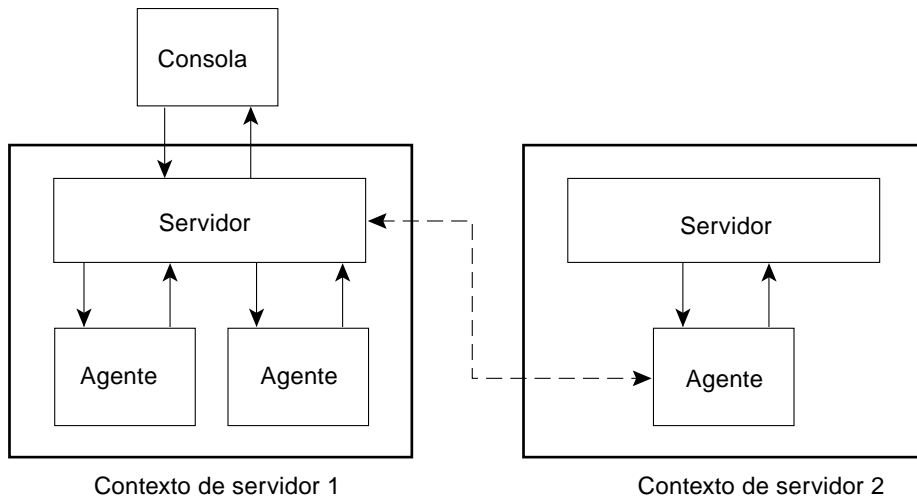 Consola
Servidor
Servidor
Agente
Agente
Agente
Contexto de servidor 1
Contexto de servidor 2